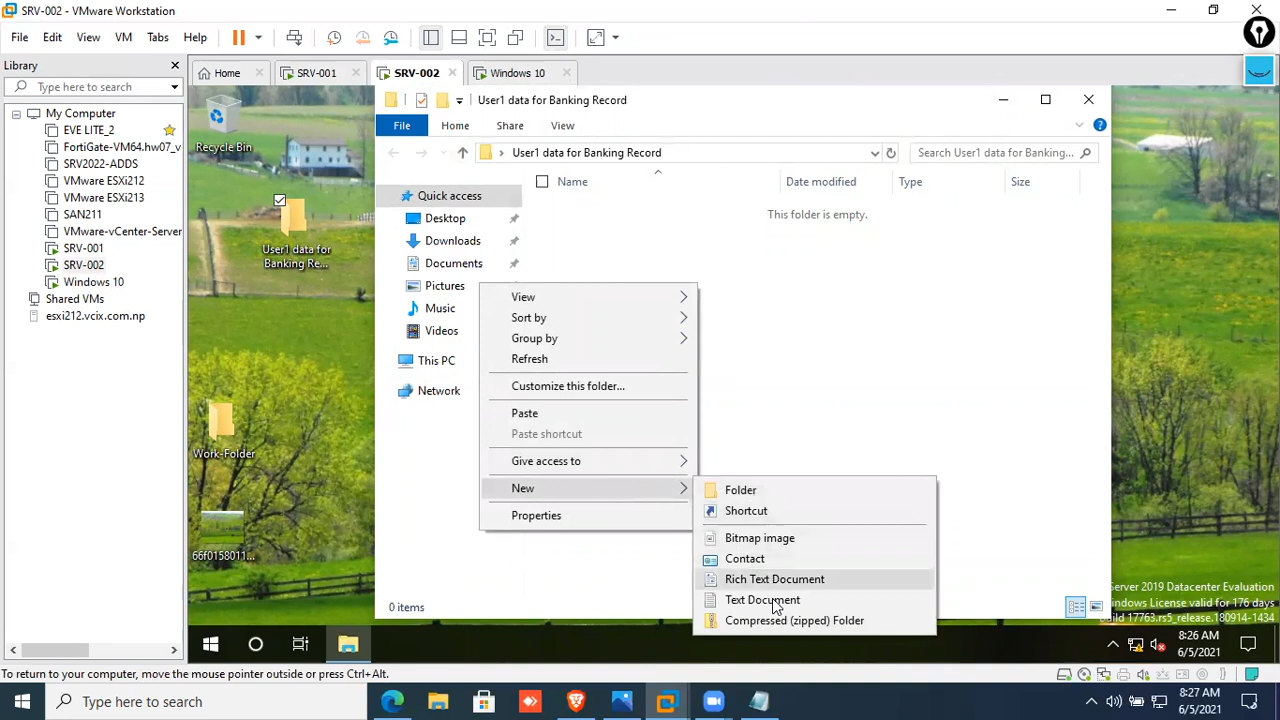 SRV-002 - VMware Workstation
File Edit View VM Tabs Help
Library
Type here to search
My Computer
EVE LITE_2
FortiGate-VM64.hw07_v
SRV2022-ADDS
VMware ESXi212
VMware ESXi213
SAN211
VMware-vCenter-Server
SRV-001
SRV-002
Windows 10
Shared VMs
esxi212.vcix.com.np
Home SRV-001 SRV-002 Windows 10
Recycle Bin
User1 data for
Banking Re...
Work-Folder
66f0158011...
User1 data for Banking Record
File Home Share View
User1 data for Banking Record
Search User1 data for Banking...
Name Date modified Type Size
This folder is empty.
Quick access
Desktop
Downloads
Documents
Pictures
Music
Videos
This PC
Network
View
Sort by
Group by
Refresh
Customize this folder...
Paste
Paste shortcut
Give access to
New
Properties
Folder
Shortcut
Bitmap image
Contact
Rich Text Document
Text Document
Compressed (zipped) Folder
0 items
Server 2019 Datacenter Evaluation
indows License valid for 176 days
Build 17763.rs5_release.180914-1434
8:26 AM
6/5/2021
To return to your computer, move the mouse pointer outside or press Ctrl+Alt.
Type here to search
8:27 AM
6/5/2021